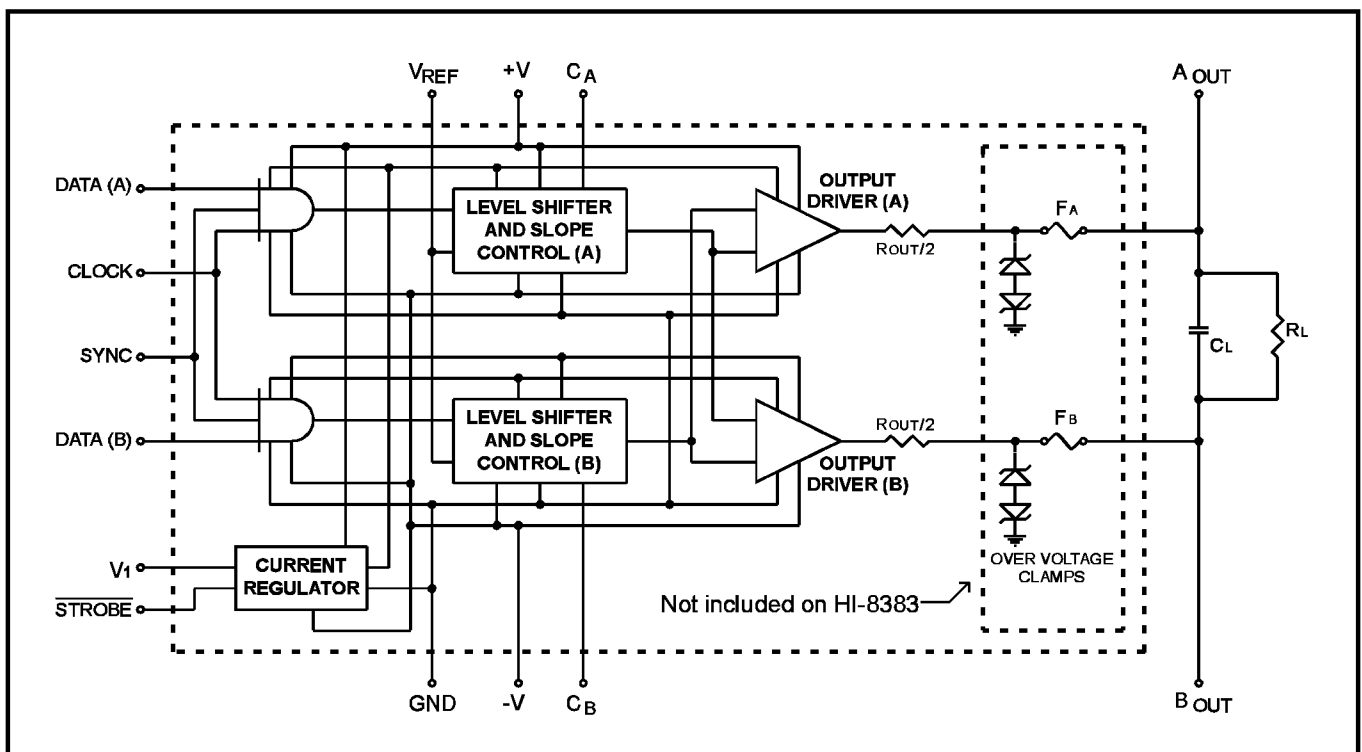 VREF +V CA AOUT
DATA (A)
CLOCK
SYNC
DATA (B)
V1
STROBE
LEVEL SHIFTER
AND SLOPE
CONTROL (A)
OUTPUT
DRIVER (A)
ROUT/2
FA
CL
RL
LEVEL SHIFTER
AND SLOPE
CONTROL (B)
OUTPUT
DRIVER (B)
ROUT/2
FB
CURRENT
REGULATOR
OVER VOLTAGE
CLAMPS
Not included on HI-8383
GND -V CB BOUT